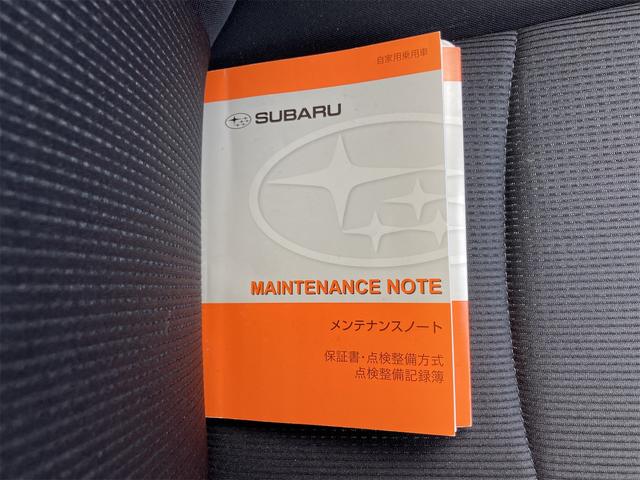 自家用乗用車
SUBARU
MAINTENANCE NOTE
メンテナンスノート
保証書・点検整備方式
点検整備記録簿